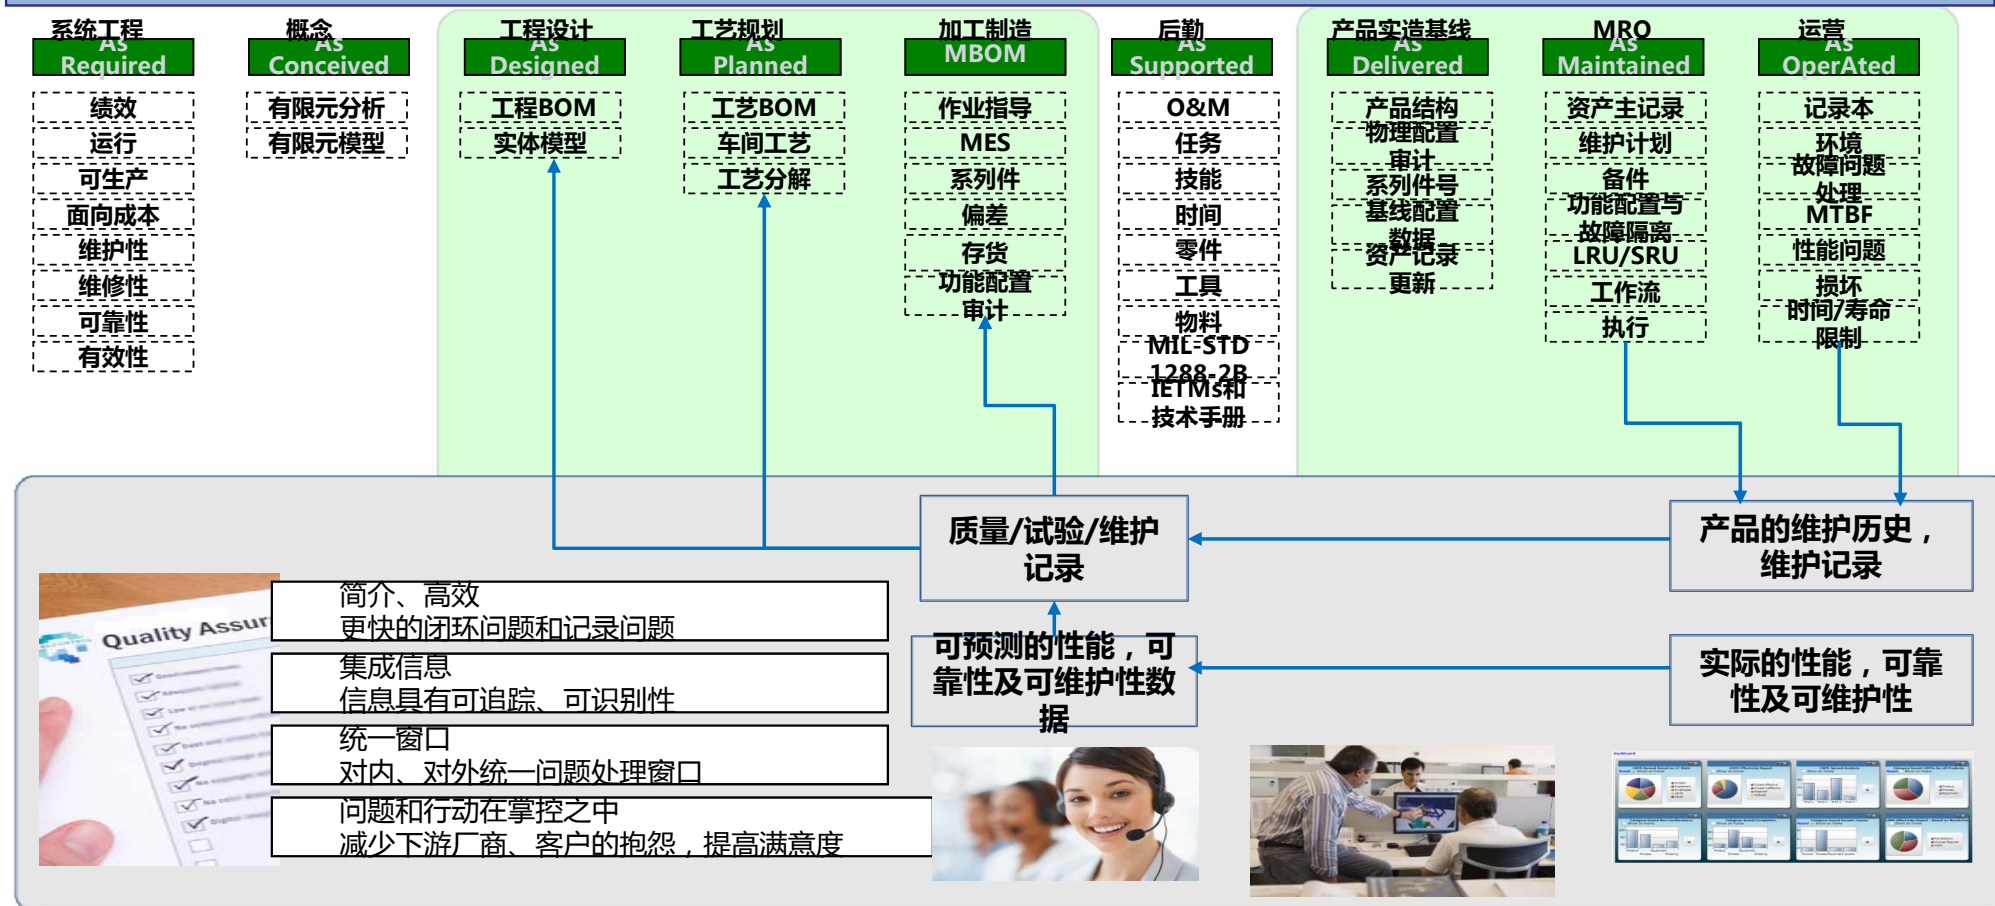 系统工程
As
Required
绩效
运行
可生产
面向成本
维护性
维修性
可靠性
有效性
概念
As
Conceived
有限元分析
有限元模型
工程设计
As
Designed
工程BOM
实体模型
工艺规划
As
Planned
工艺BOM
车间工艺
工艺分解
加工制造
MBOM
作业指导
MES
系列件
偏差
存货
功能配置
审计
后勤
As
Supported
O&M
任务
技能
时间
零件
工具
物料
MIL-STD
1288-2B
IETMs和
技术手册
产品实造基线
As
Delivered
产品结构
物理配置
审计
系列件号
基线配置
数据
资产记录
更新
MRO
As
Maintained
资产主记录
维护计划
备件
功能配置与
故障隔离
LRU/SRU
工作流
执行
运营
As
OperAted
记录本
环境
故障问题
处理
MTBF
性能问题
损坏
时间/寿命
限制
质量/试验/维护
记录
产品的维护历史，
维护记录
可预测的性能，可
靠性及可维护性数
据
实际的性能，可靠
性及可维护性
Quality Assur
简介、高效
更快的闭环问题和记录问题
集成信息
信息具有可追踪、可识别性
统一窗口
对内、对外统一问题处理窗口
问题和行动在掌控之中
减少下游厂商、客户的抱怨，提高满意度